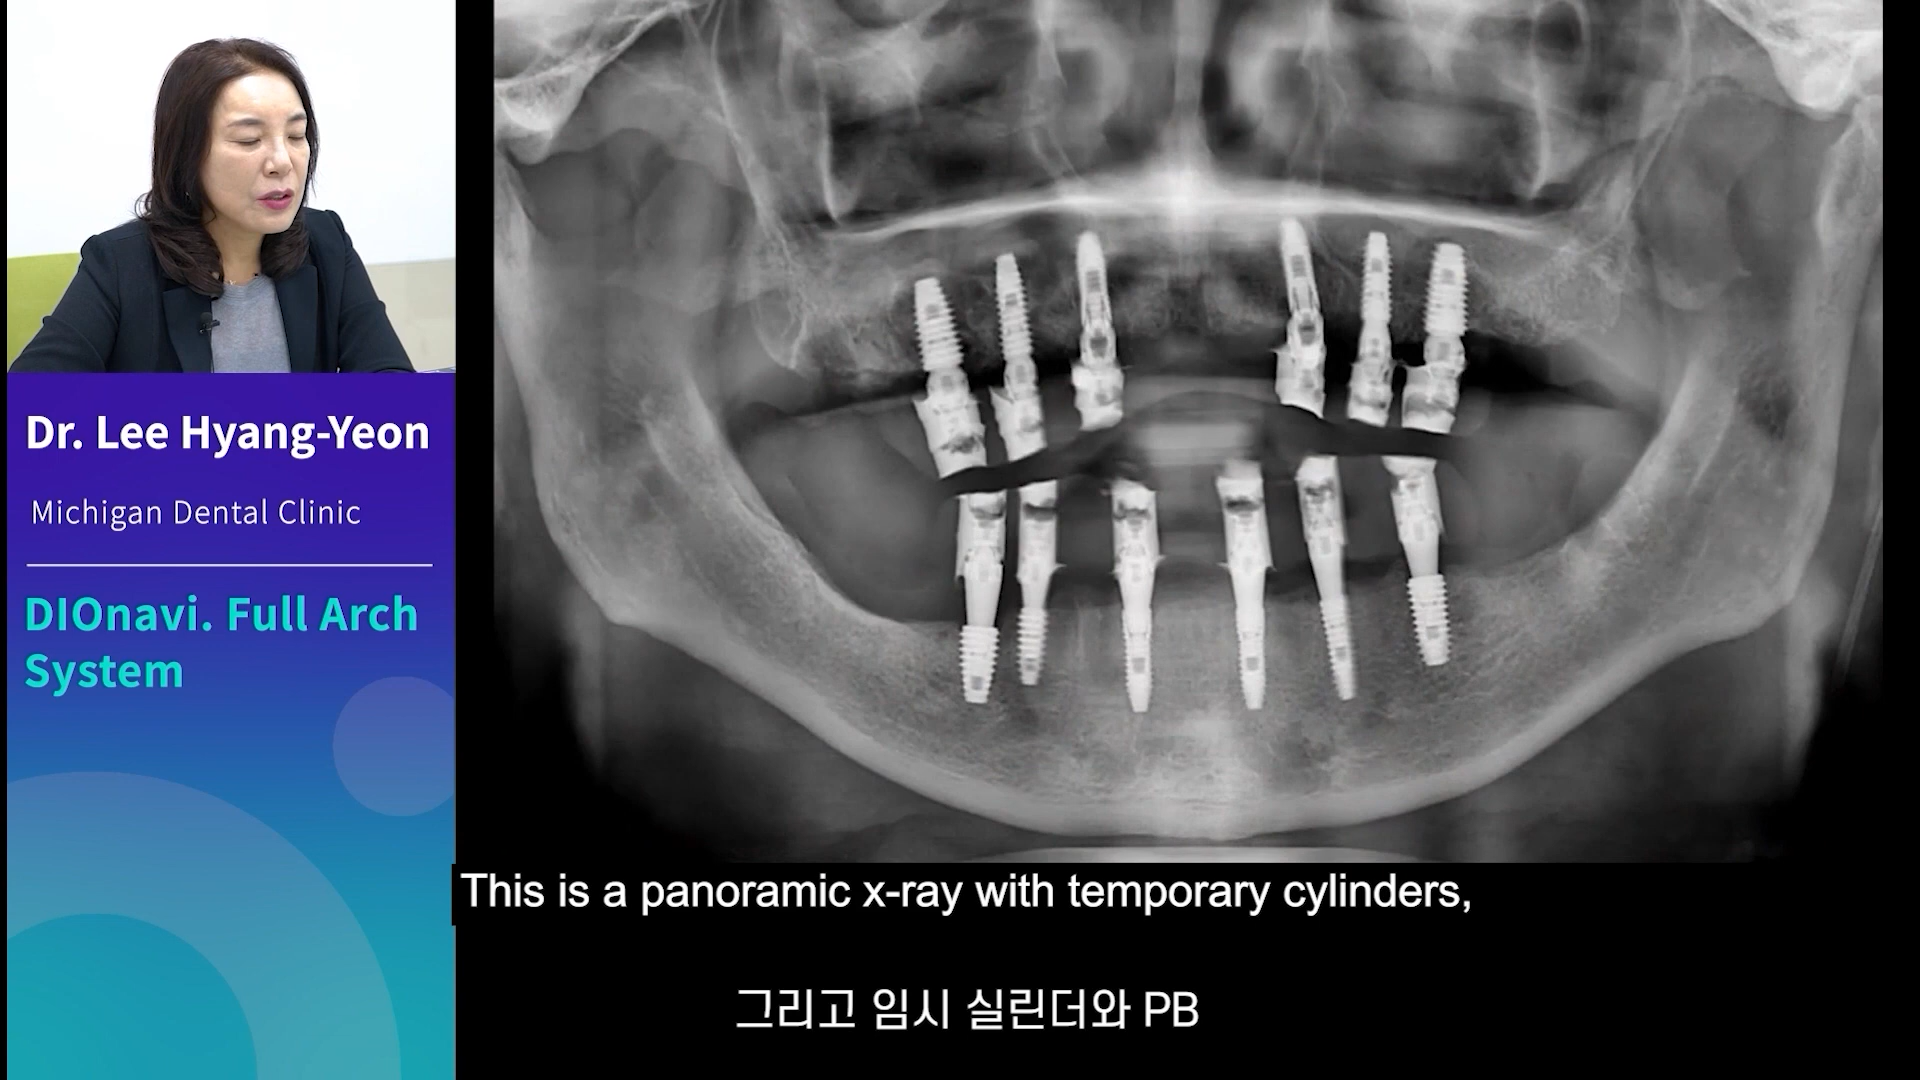 Dr. Lee Hyang-Yeon
Michigan Dental Clinic
DIOnavi. Full Arch
System
This is a panoramic x-ray with temporary cylinders,
그리고 임시 실린더와 PB